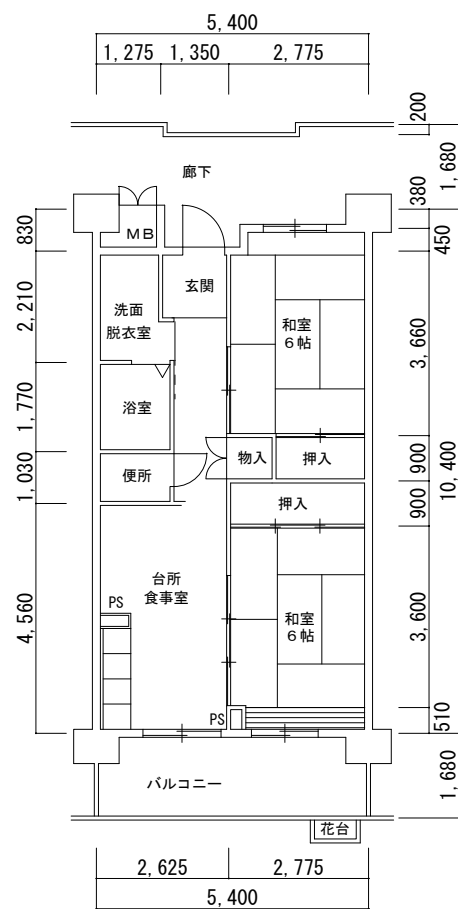 5,400
1,275
1,350
2,775
200
1,680
380
450
廊下
830
MB
玄関
2,210
洗面
脱衣室
和室
6帖
3,660
1,770
浴室
1,030
便所
物入
押入
900
10,400
押入
900
4,560
台所
食事室
PS
和室
6帖
3,600
PS
510
バルコニー
1,680
花台
2,625
2,775
5,400